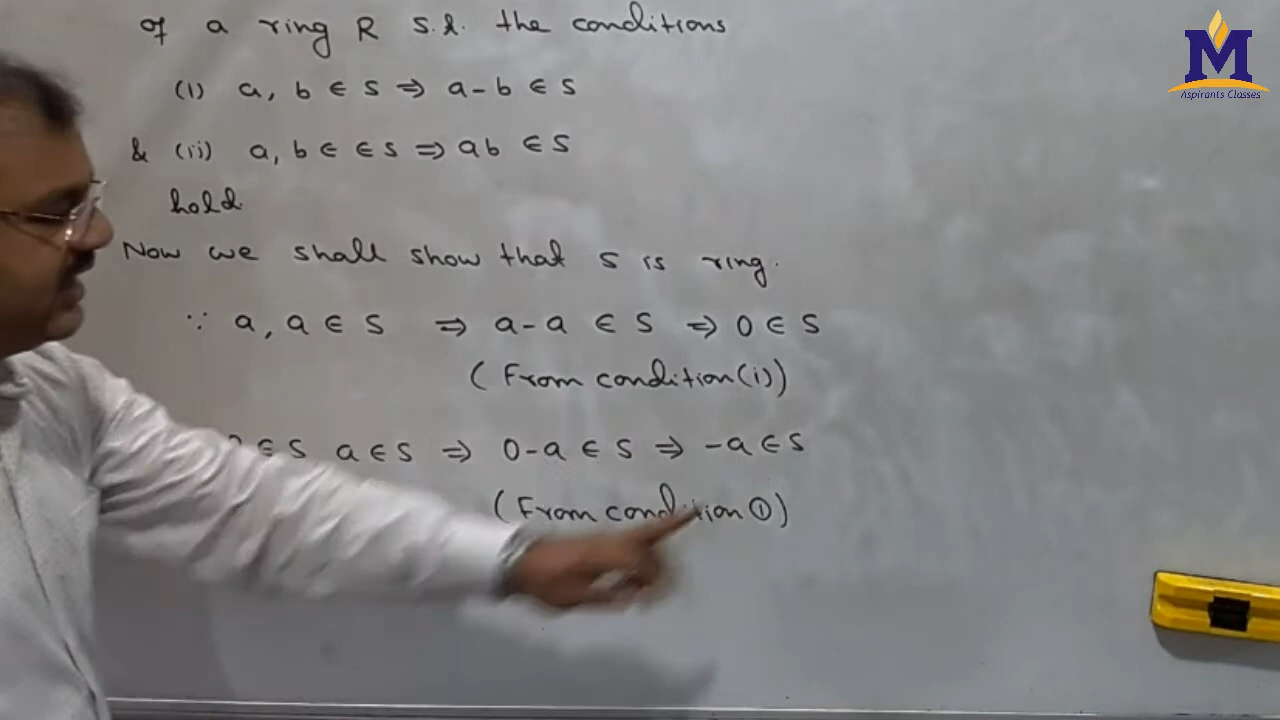 of a ring R s.t. the conditions
(i) a, b ∈ S ⇒ a-b ∈ S
& (ii) a, b ∈ ∈ S ⇒ ab ∈ S
hold.
Now we shall show that S is ring.
∵ a, a ∈ S ⇒ a-a ∈ S ⇒ 0 ∈ S
(From condition(i))
∈ S a ∈ S ⇒ 0-a ∈ S ⇒ -a ∈ S
(From condition ①)
M
Aspirants Classes